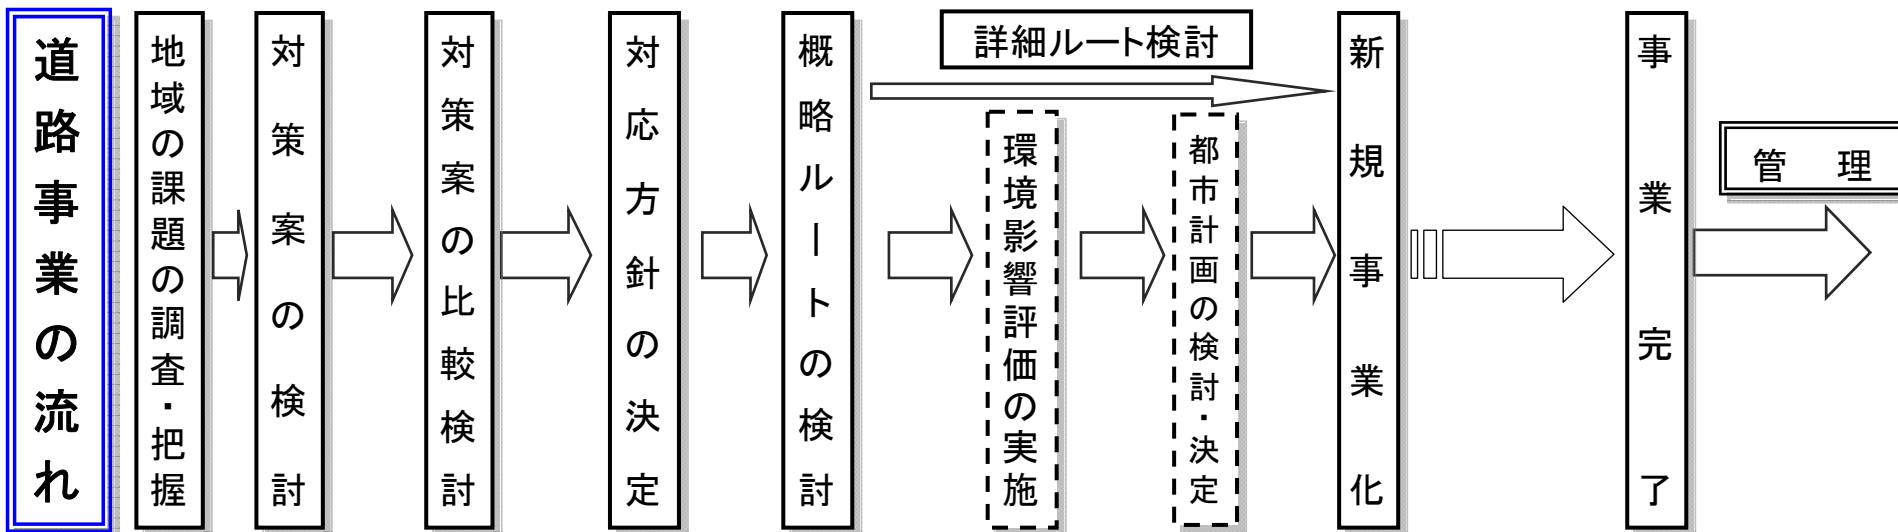 道路事業の流れ
地域の課題の調査・把握
対策案の検討
対策案の比較検討
対応方針の決定
概略ルートの検討
詳細ルート検討
環境影響評価の実施
都市計画の検討・決定
新規事業化
事業完了
管　理